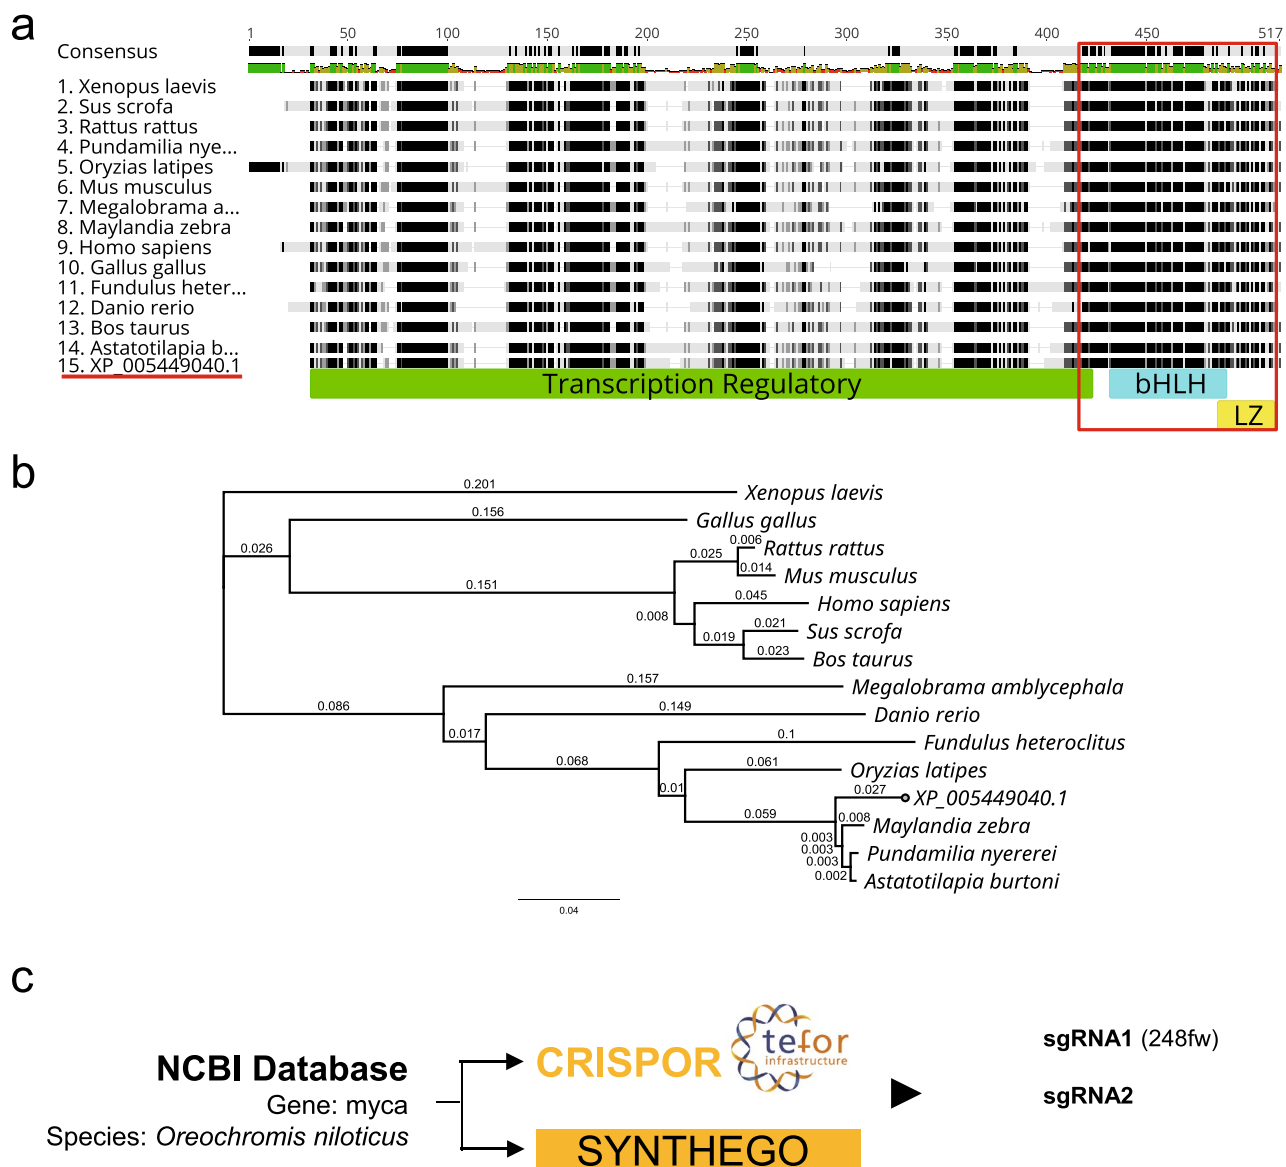 a
1 50 100 150 200 250 300 350 400 450 517
Consensus
1. Xenopus laevis
2. Sus scrofa
3. Rattus rattus
4. Pundamilia nye...
5. Oryzias latipes
6. Mus musculus
7. Megalobrama a...
8. Maylandia zebra
9. Homo sapiens
10. Gallus gallus
11. Fundulus heter...
12. Danio rerio
13. Bos taurus
14. Astatotilapia b...
15. XP_005449040.1
Transcription Regulatory
bHLH
LZ
b
0.201 Xenopus laevis
0.156 Gallus gallus
0.026
0.006 Rattus rattus
0.025
0.014 Mus musculus
0.151
0.045 Homo sapiens
0.008
0.021 Sus scrofa
0.019
0.023 Bos taurus
0.157 Megalobrama amblycephala
0.086
0.149 Danio rerio
0.017
0.1 Fundulus heteroclitus
0.068
0.061 Oryzias latipes
0.01
0.027 XP_005449040.1
0.059
0.008 Maylandia zebra
0.003
0.003 Pundamilia nyererei
0.003
0.002 Astatotilapia burtoni
0.04
c
NCBI Database
Gene: myca
Species: Oreochromis niloticus
CRISPOR
tefor
infrastructure
SYNTHEGO
sgRNA1 (248fw)
sgRNA2